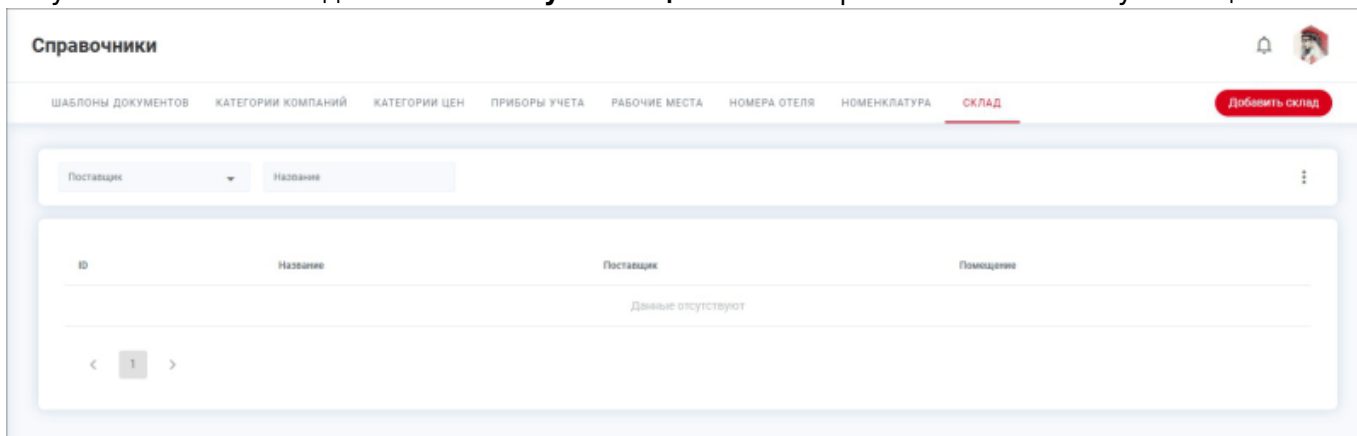 Справочники
ШАБЛОНЫ ДОКУМЕНТОВ КАТЕГОРИИ КОМПАНИЙ КАТЕГОРИИ ЦЕН ПРИБОРЫ УЧЕТА РАБОЧИЕ МЕСТА НОМЕРА ОТЕЛЯ НОМЕНКЛАТУРА СКЛАД Добавить склад
Поставщик Название
ID Название Поставщик Помещение
Данные отсутствуют
< 1 >